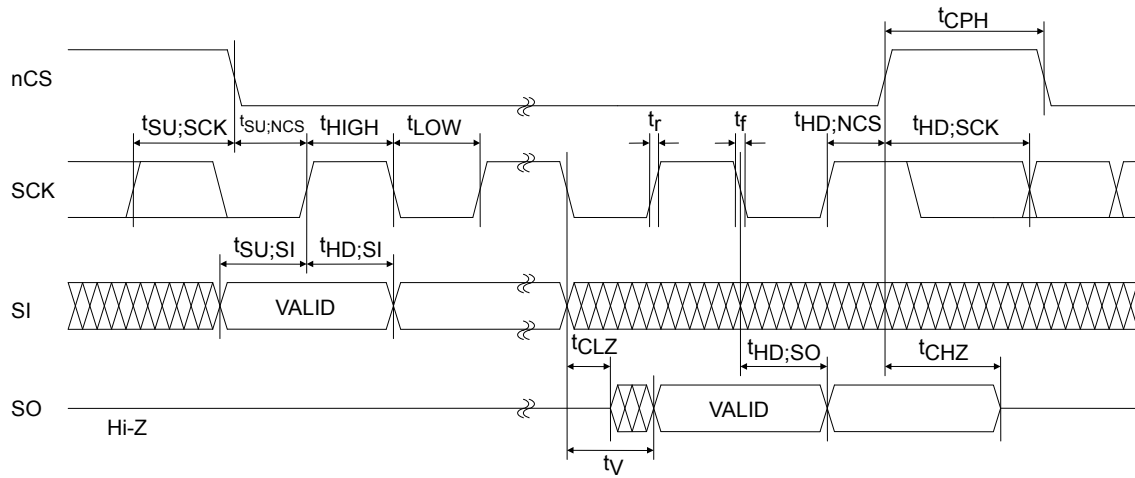 tCPH
nCS
tSU;SCK tSU;NCS tHIGH tLOW tr tf tHD;NCS tHD;SCK
SCK
tSU;SI tHD;SI
SI VALID
tCLZ tHD;SO tCHZ
SO VALID
Hi-Z
tV